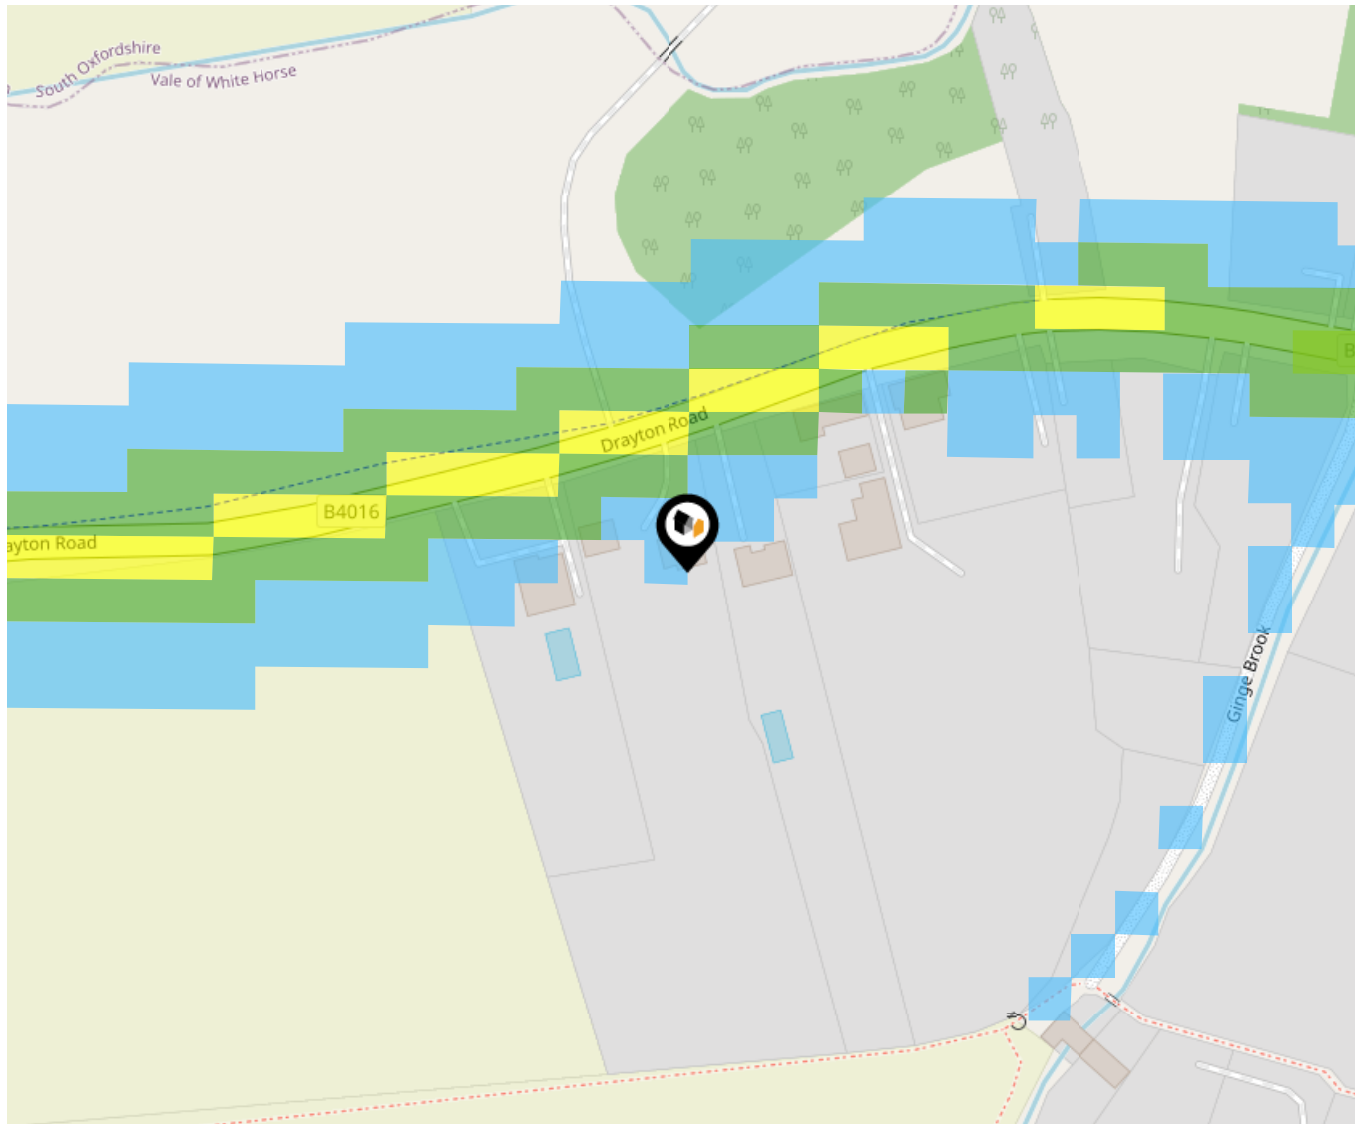 South Oxfordshire
Vale of White Horse
B
Drayton Road
B4016
ayton Road
Ginge Brook